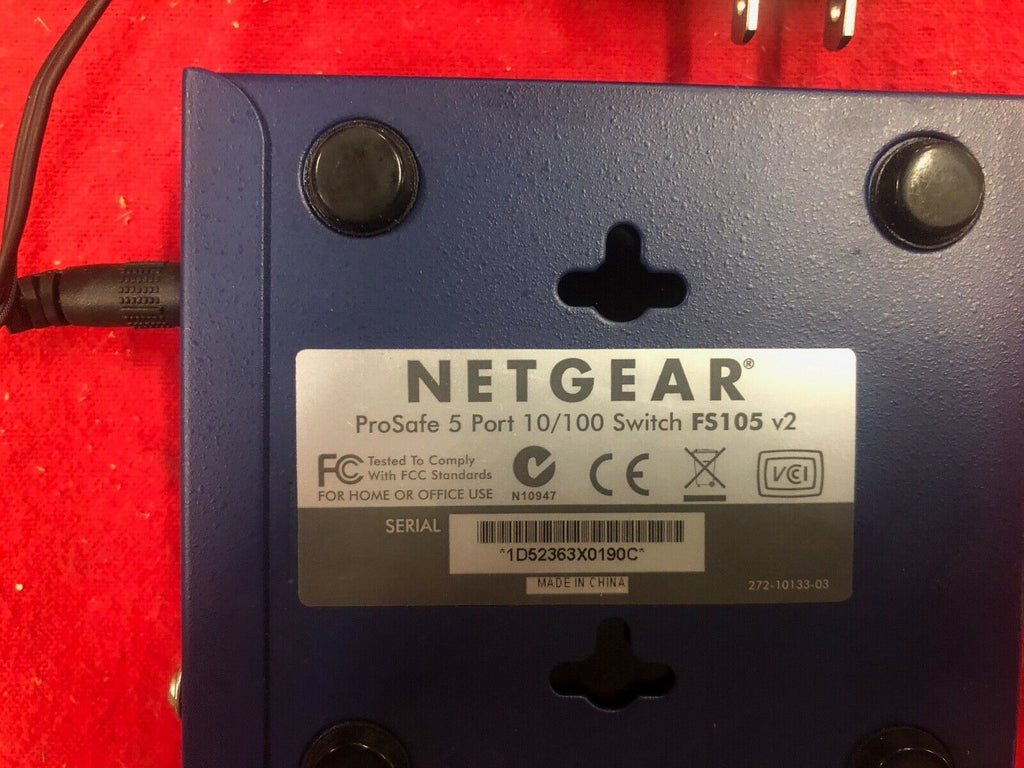 NETGEAR®
ProSafe 5 Port 10/100 Switch FS105 v2
FC Tested To Comply
With FCC Standards
FOR HOME OR OFFICE USE
N10947
CE
VCCI
SERIAL
*1D52363X0190C*
MADE IN CHINA
272-10133-03